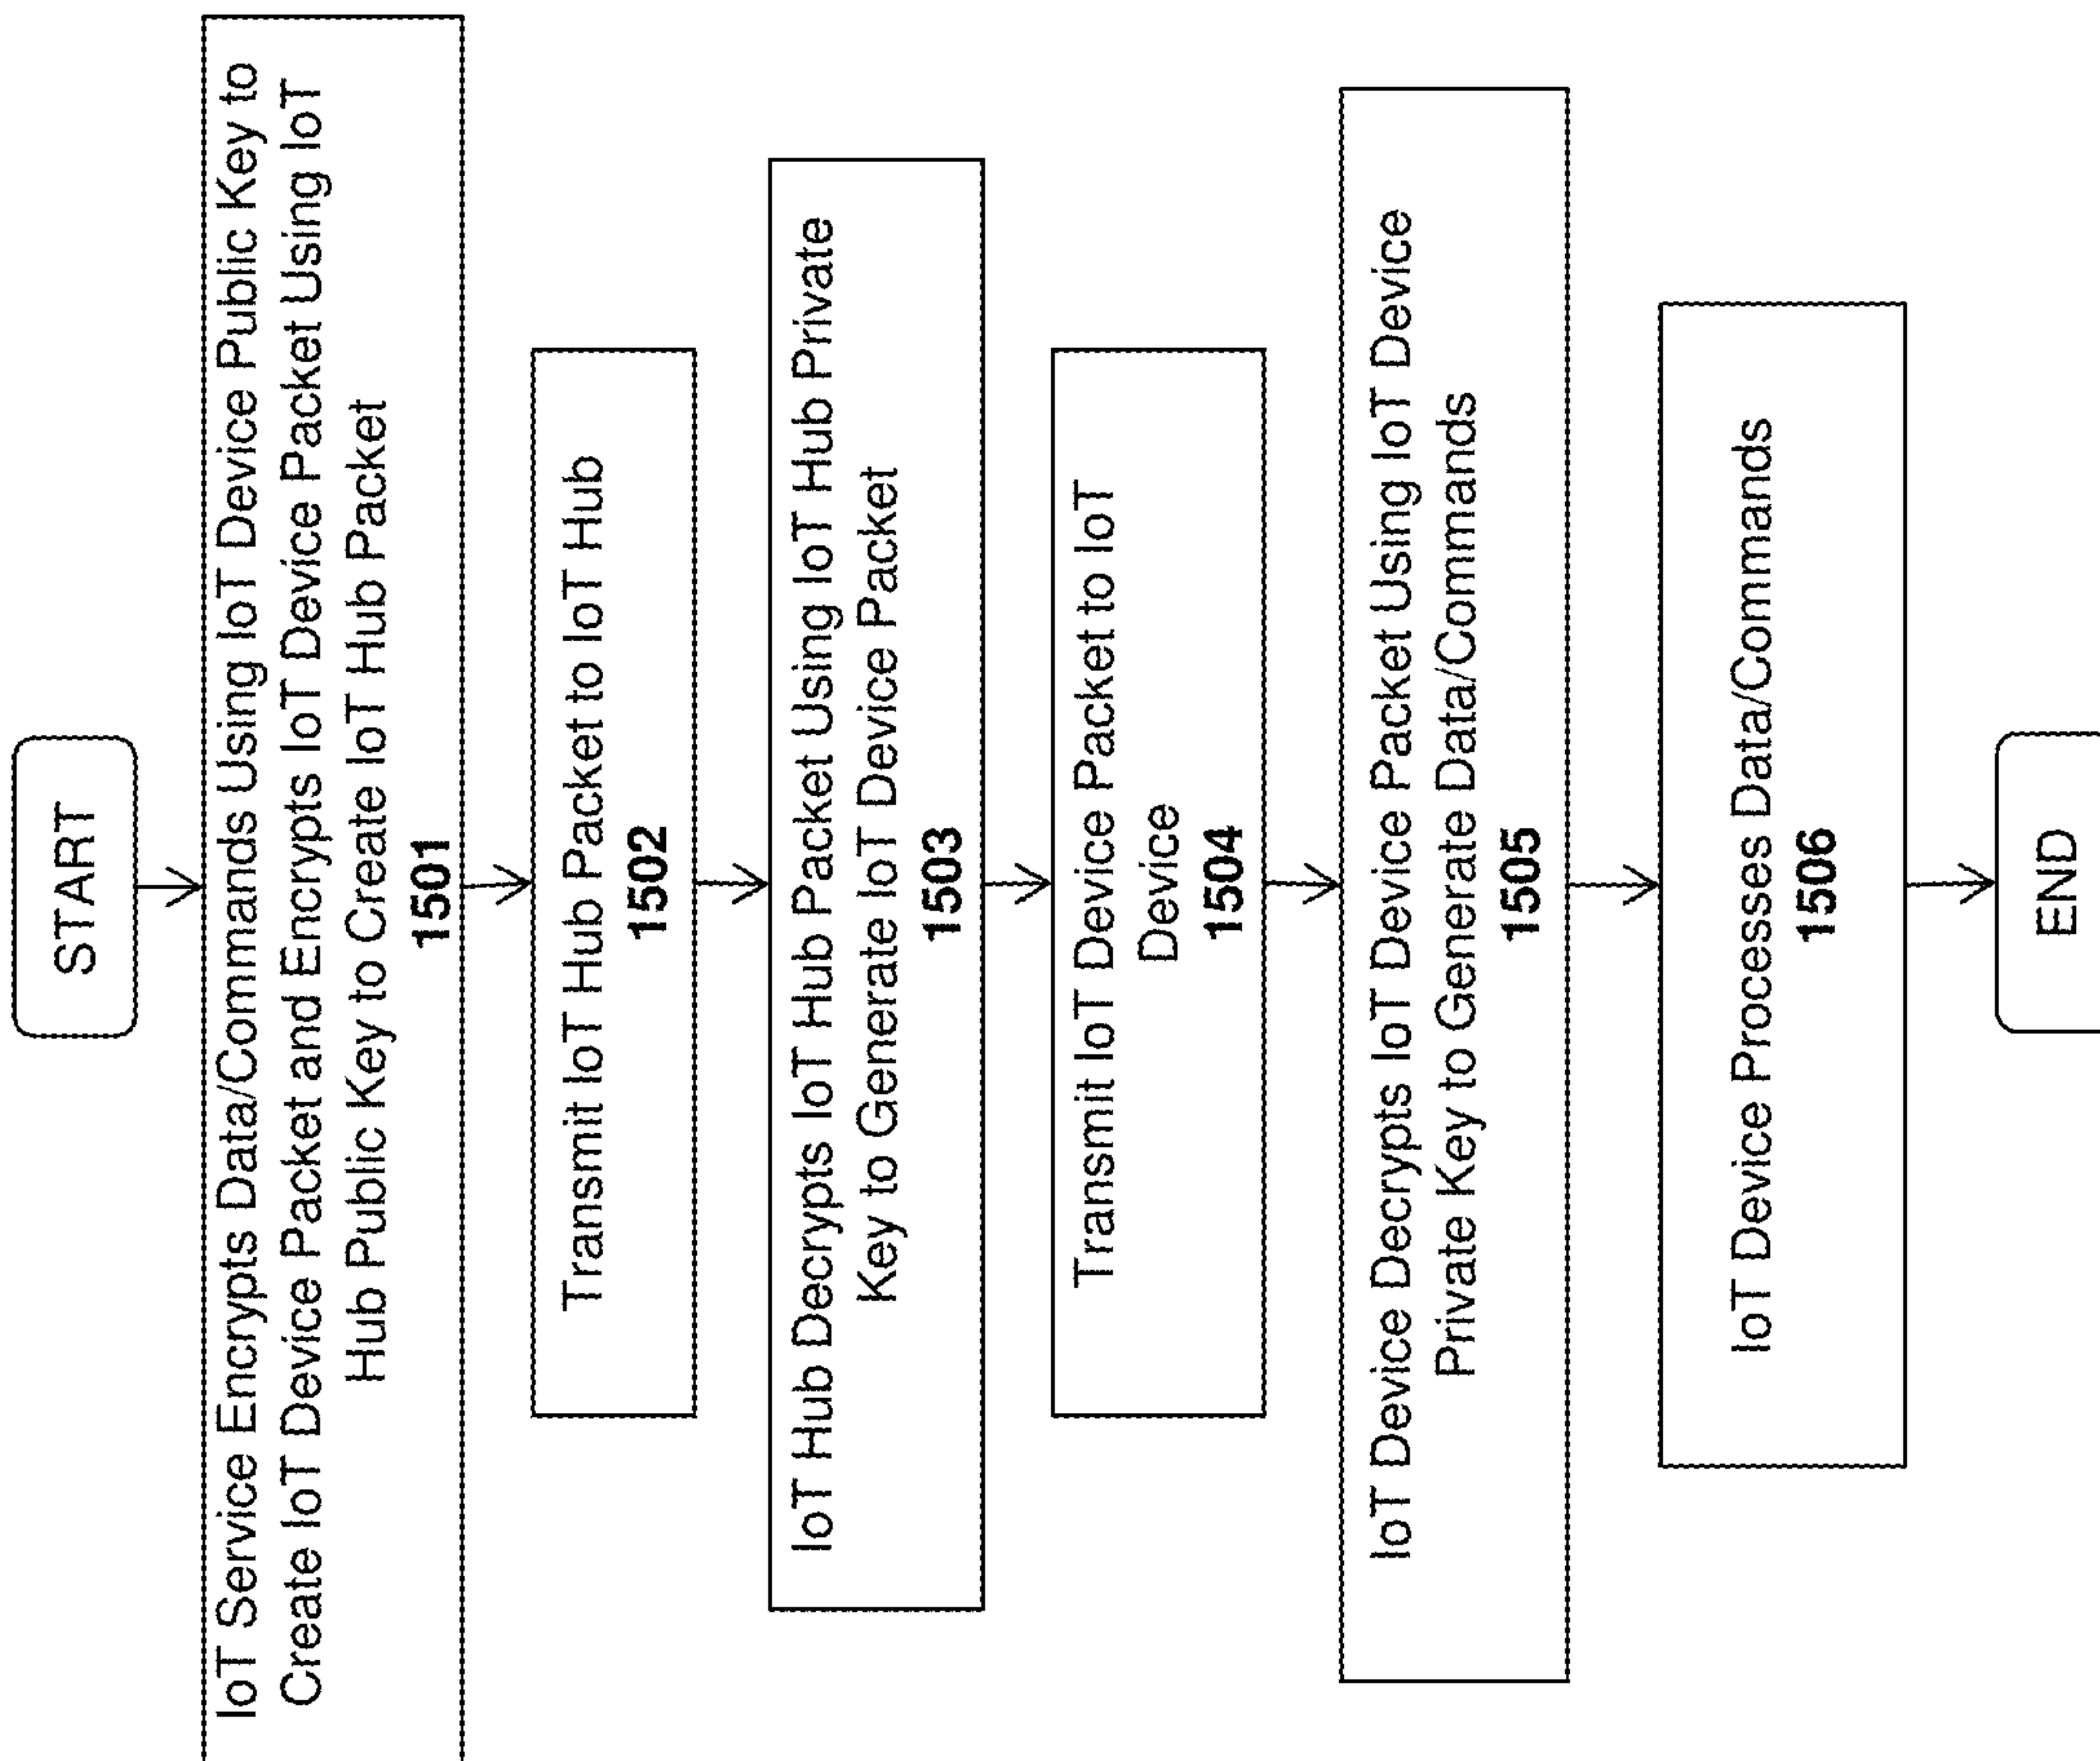 START
IoT Service Encrypts Data/Commands Using IoT Device Public Key to
Create IoT Device Packet and Encrypts IoT Device Packet Using IoT
Hub Public Key to Create IoT Hub Packet
1501
Transmit IoT Hub Packet to IoT Hub
1502
IoT Hub Decrypts IoT Hub Packet Using IoT Hub Private
Key to Generate IoT Device Packet
1503
Transmit IoT Device Packet to IoT
Device
1504
IoT Device Decrypts IoT Device Packet Using IoT Device
Private Key to Generate Data/Commands
1505
IoT Device Processes Data/Commands
1506
END